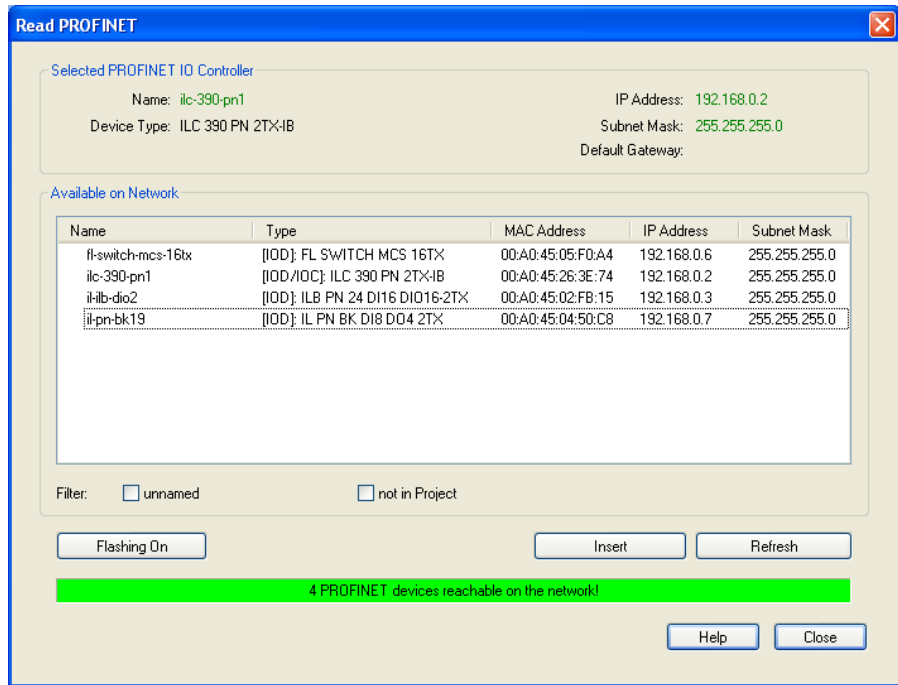 Read PROFINET
Selected PROFINET IO Controller
Name: ilc-390-pn1 IP Address: 192.168.0.2
Device Type: ILC 390 PN 2TX-IB Subnet Mask: 255.255.255.0
Default Gateway:
Available on Network
Name Type MAC Address IP Address Subnet Mask
fl-switch-mcs-16tx [IOD]: FL SWITCH MCS 16TX 00:A0:45:05:F0:A4 192.168.0.6 255.255.255.0
ilc-390-pn1 [IOD/IOC]: ILC 390 PN 2TX-IB 00:A0:45:26:3E:74 192.168.0.2 255.255.255.0
il-ilb-dio2 [IOD]: ILB PN 24 DI16 DIO16-2TX 00:A0:45:02:FB:15 192.168.0.3 255.255.255.0
il-pn-bk19 [IOD]: IL PN BK DI8 DO4 2TX 00:A0:45:04:50:C8 192.168.0.7 255.255.255.0
Filter: unnamed not in Project
Flashing On Insert Refresh
4 PROFINET devices reachable on the network!
Help Close